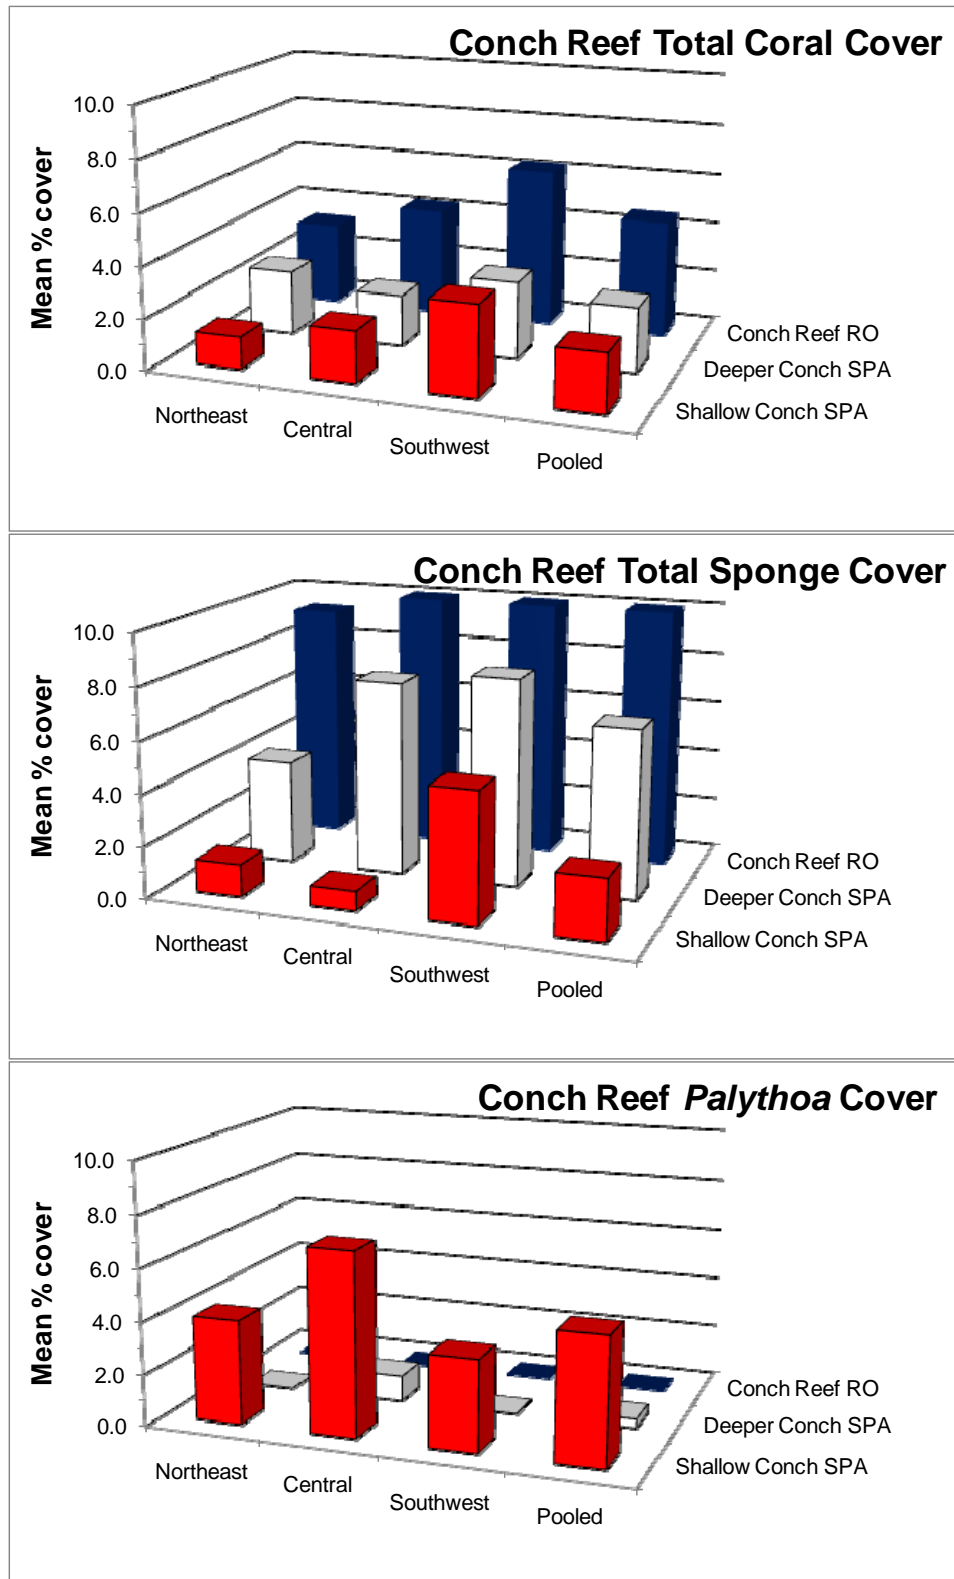 Conch Reef Total Coral Cover
Mean % cover
10.0
8.0
6.0
4.0
2.0
0.0
Northeast
Central
Southwest
Pooled
Conch Reef RO
Deeper Conch SPA
Shallow Conch SPA
Conch Reef Total Sponge Cover
Mean % cover
10.0
8.0
6.0
4.0
2.0
0.0
Northeast
Central
Southwest
Pooled
Conch Reef RO
Deeper Conch SPA
Shallow Conch SPA
Conch Reef Palythoa Cover
Mean % cover
10.0
8.0
6.0
4.0
2.0
0.0
Northeast
Central
Southwest
Pooled
Conch Reef RO
Deeper Conch SPA
Shallow Conch SPA